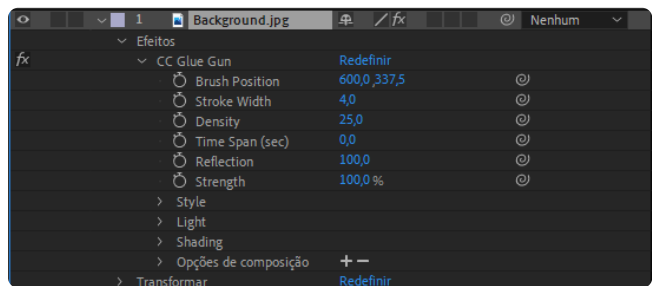 1 Background.jpg fx Nenhum
Efeitos
fx CC Glue Gun Redefinir
Brush Position 600,0 ,337,5
Stroke Width 4,0
Density 25,0
Time Span (sec) 0,0
Reflection 100,0
Strength 100,0 %
Style
Light
Shading
Opções de composição + −
Transformar Redefinir